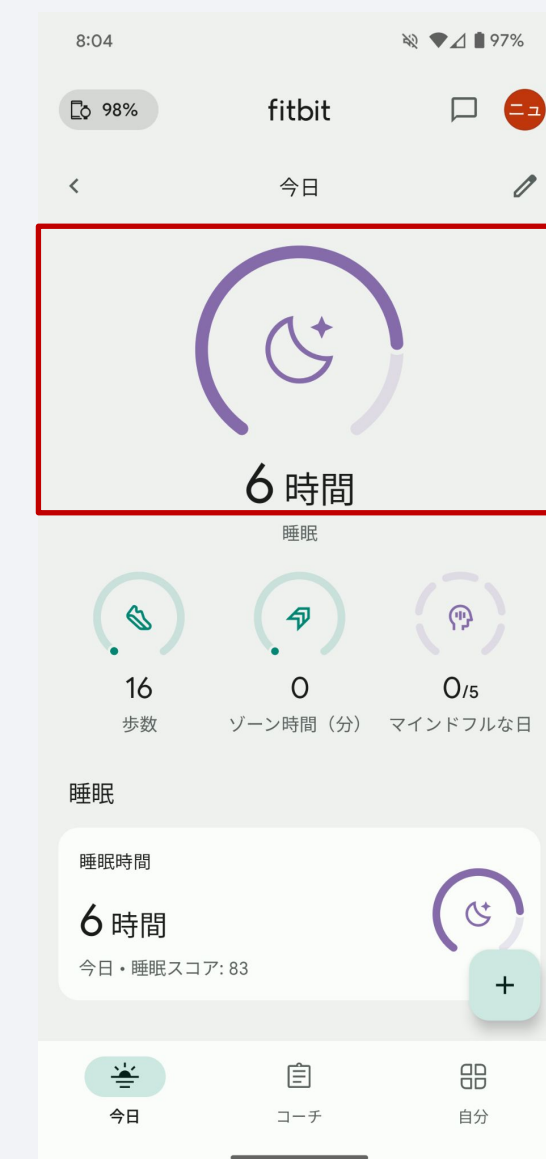 8:04 97%
98% fitbit ニュ
今日
6 時間
睡眠
16 0 0/5
歩数 ゾーン時間（分） マインドフルな日
睡眠
睡眠時間
6 時間
今日・睡眠スコア: 83
+
今日 コーチ 自分